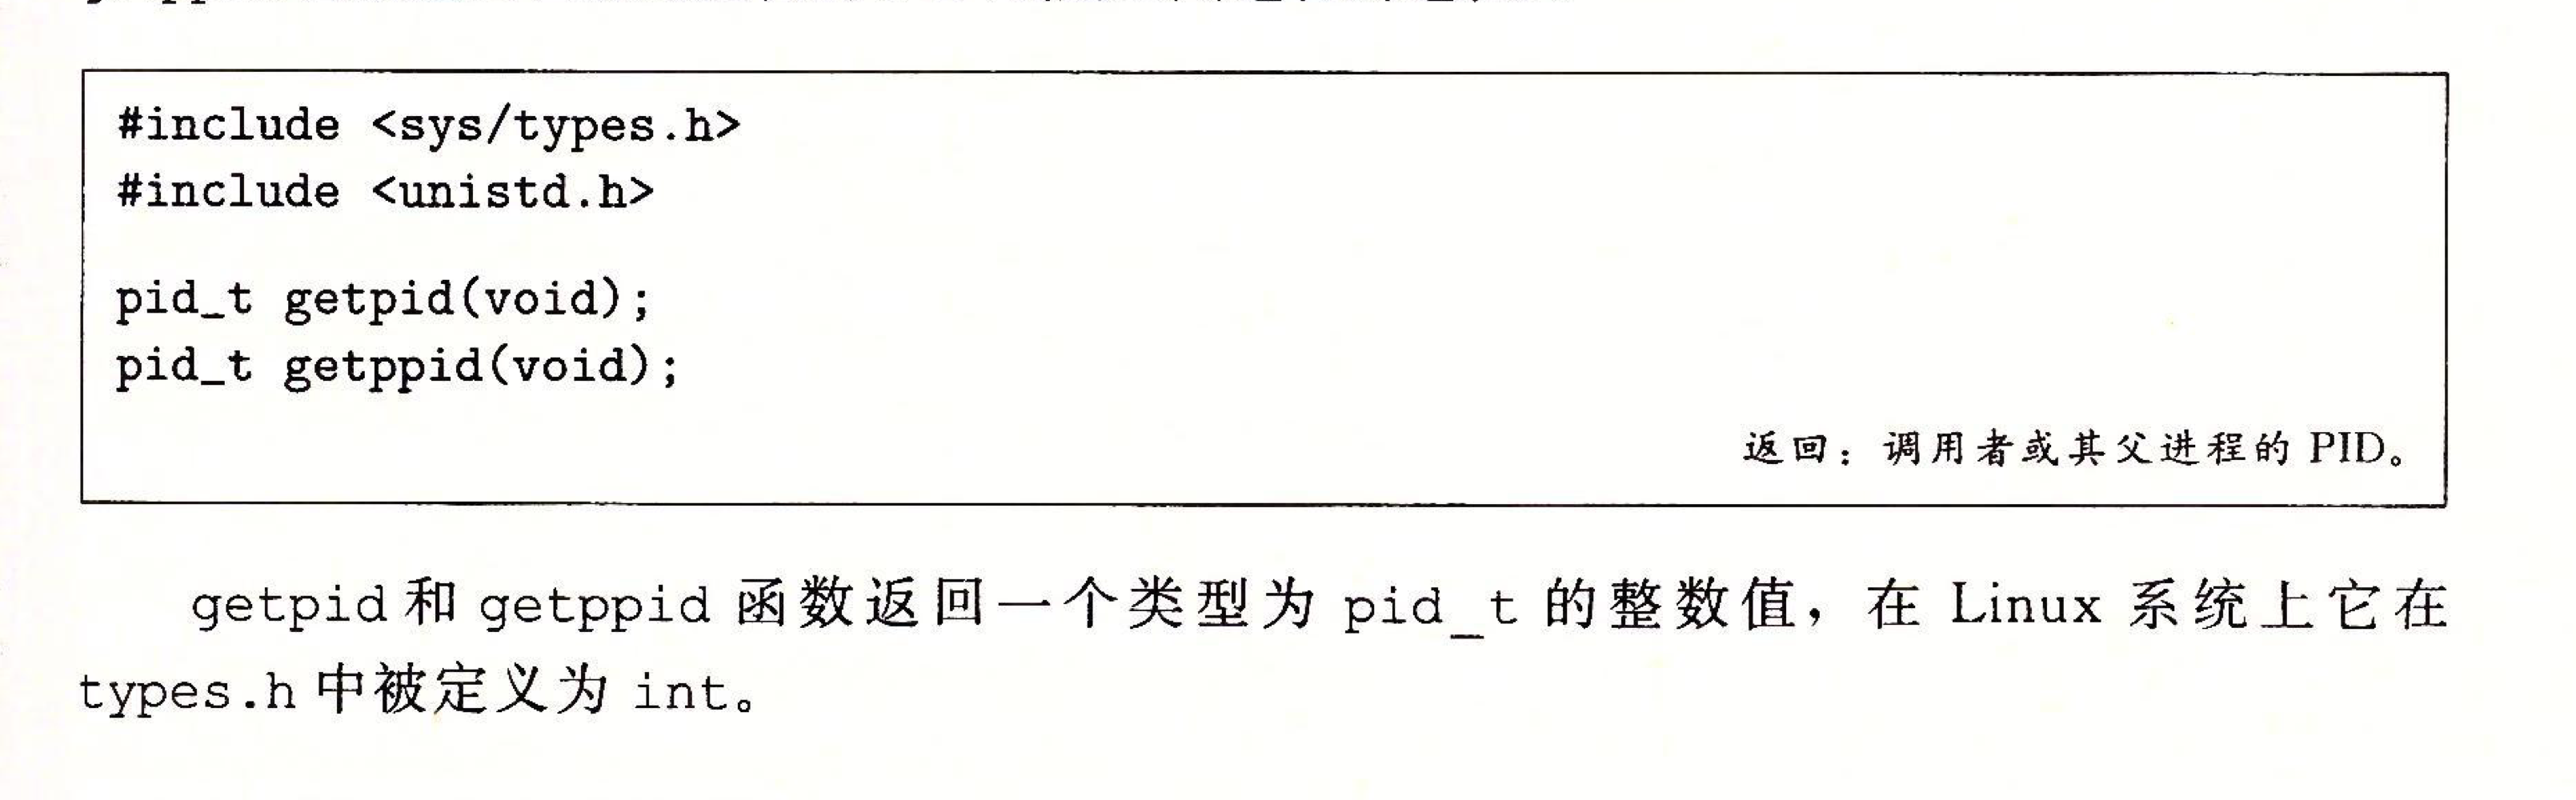 #include <sys/types.h>
#include <unistd.h>
pid_t getpid(void);
pid_t getppid(void);
返回：调用者或其父进程的 PID。
getpid 和 getppid 函数返回一个类型为 pid_t 的整数值，在 Linux 系统上它在
types.h 中被定义为 int。